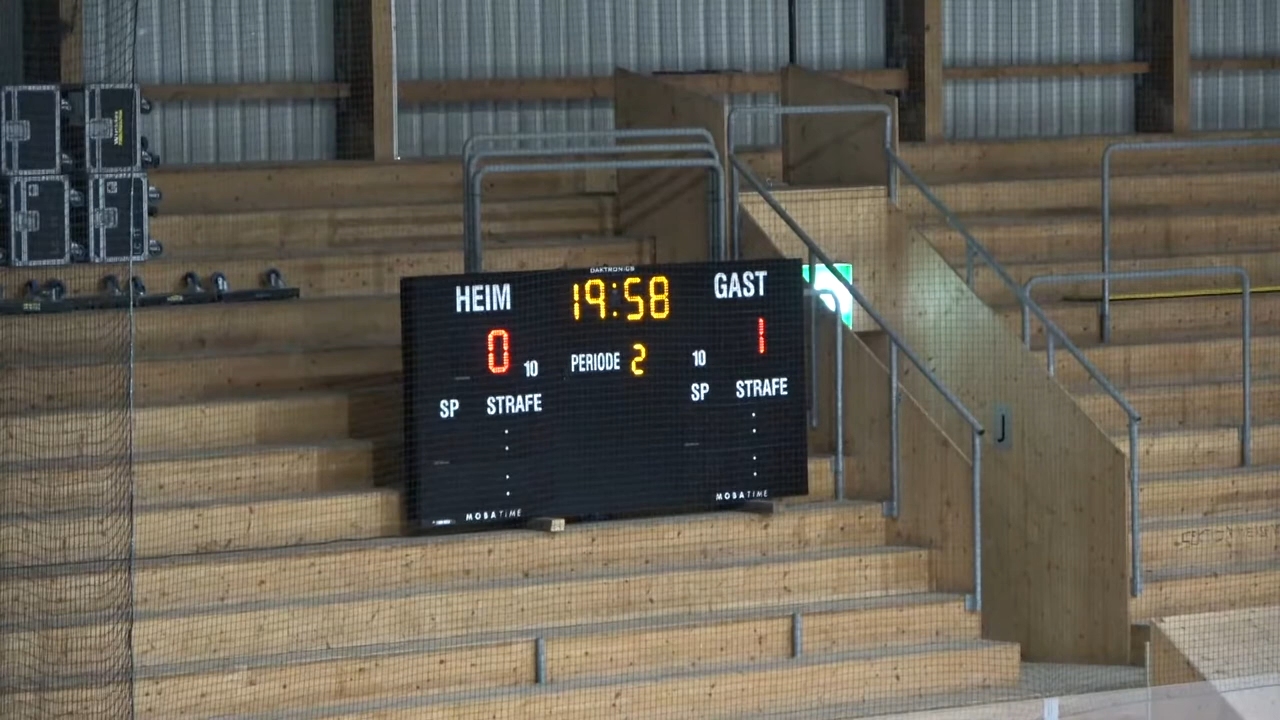 DAKTRONICS
HEIM 19:58 GAST
0 10 PERIODE 2 10 1
SP STRAFE SP STRAFE
MOBATIME MOBATIME
J